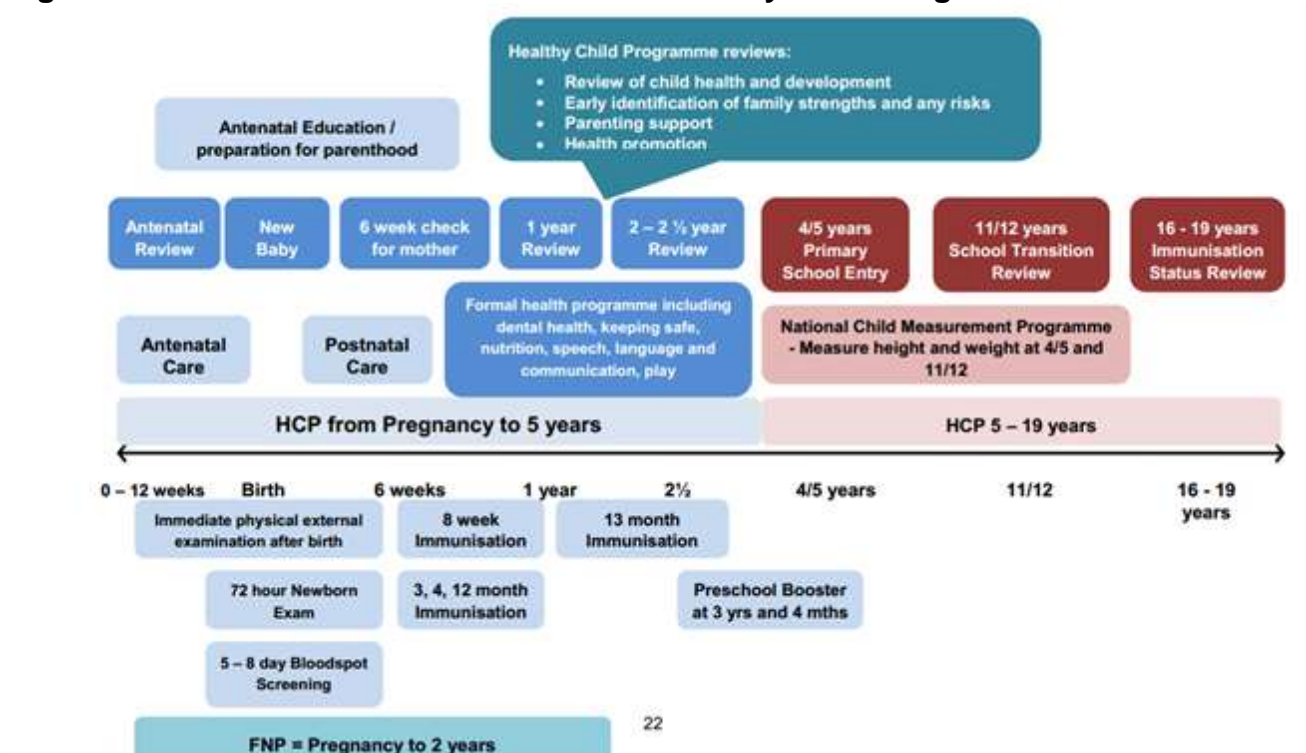 Healthy Child Programme reviews:
• Review of child health and development
• Early identification of family strengths and any risks
• Parenting support
• Health promotion
Antenatal Education /
preparation for parenthood
Antenatal
Review
New
Baby
6 week check
for mother
1 year
Review
2 – 2 ½ year
Review
4/5 years
Primary
School Entry
11/12 years
School Transition
Review
16 - 19 years
Immunisation
Status Review
Antenatal
Care
Postnatal
Care
Formal health programme including
dental health, keeping safe,
nutrition, speech, language and
communication, play
National Child Measurement Programme
- Measure height and weight at 4/5 and
11/12
HCP from Pregnancy to 5 years
HCP 5 – 19 years
0 – 12 weeks
Birth
6 weeks
1 year
2½
4/5 years
11/12
16 - 19
years
Immediate physical external
examination after birth
8 week
Immunisation
13 month
Immunisation
72 hour Newborn
Exam
3, 4, 12 month
Immunisation
Preschool Booster
at 3 yrs and 4 mths
5 – 8 day Bloodspot
Screening
22
FNP = Pregnancy to 2 years